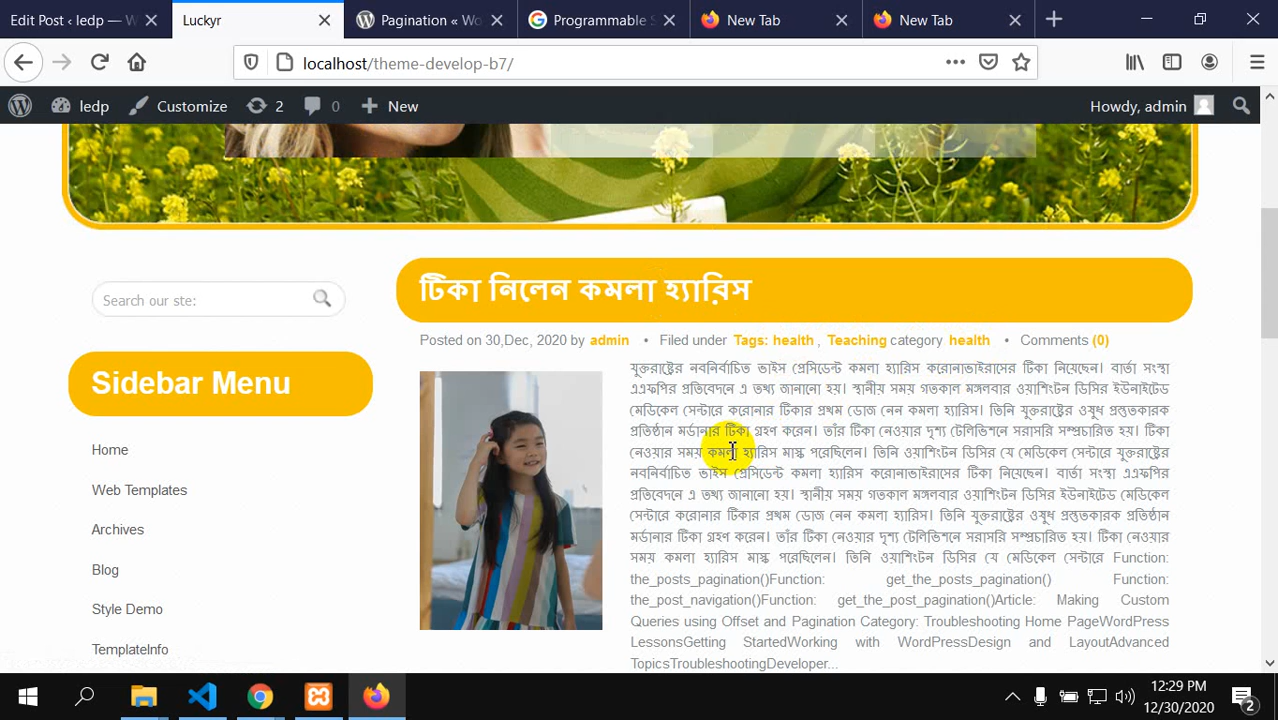 Edit Post ‹ ledp — W
Luckyr
Pagination « Wo
Programmable S
New Tab
New Tab
localhost/theme-develop-b7/
ledp
Customize
2
0
New
Howdy, admin
Search our ste:
টিকা নিলেন কমলা হ্যারিস
Posted on 30,Dec, 2020 by admin • Filed under Tags: health , Teaching category health • Comments (0)
Sidebar Menu
Home
Web Templates
Archives
Blog
Style Demo
TemplateInfo
যুক্তরাষ্ট্রের নবনির্বাচিত ভাইস প্রেসিডেন্ট কমলা হ্যারিস করোনাভাইরাসের টিকা নিয়েছেন। বার্তা সংস্থা
এএফপির প্রতিবেদনে এ তথ্য জানানো হয়। স্থানীয় সময় গতকাল মঙ্গলবার ওয়াশিংটন ডিসির ইউনাইটেড
মেডিকেল সেন্টারে করোনার টিকার প্রথম ডোজ নেন কমলা হ্যারিস। তিনি যুক্তরাষ্ট্রের ওষুধ প্রস্তুতকারক
প্রতিষ্ঠান মর্ডানার টিকা গ্রহণ করেন। তাঁর টিকা নেওয়ার দৃশ্য টেলিভিশনে সরাসরি সম্প্রচারিত হয়। টিকা
নেওয়ার সময় কমলা হ্যারিস মাস্ক পরেছিলেন। তিনি ওয়াশিংটন ডিসির যে মেডিকেল সেন্টারে যুক্তরাষ্ট্রের
নবনির্বাচিত ভাইস প্রেসিডেন্ট কমলা হ্যারিস করোনাভাইরাসের টিকা নিয়েছেন। বার্তা সংস্থা এএফপির
প্রতিবেদনে এ তথ্য জানানো হয়। স্থানীয় সময় গতকাল মঙ্গলবার ওয়াশিংটন ডিসির ইউনাইটেড মেডিকেল
সেন্টারে করোনার টিকার প্রথম ডোজ নেন কমলা হ্যারিস। তিনি যুক্তরাষ্ট্রের ওষুধ প্রস্তুতকারক প্রতিষ্ঠান
মর্ডানার টিকা গ্রহণ করেন। তাঁর টিকা নেওয়ার দৃশ্য টেলিভিশনে সরাসরি সম্প্রচারিত হয়। টিকা নেওয়ার
সময় কমলা হ্যারিস মাস্ক পরেছিলেন। তিনি ওয়াশিংটন ডিসির যে মেডিকেল সেন্টারে Function:
the_posts_pagination()Function: get_the_posts_pagination() Function:
the_post_navigation()Function: get_the_post_pagination()Article: Making Custom
Queries using Offset and Pagination Category: Troubleshooting Home PageWordPress
LessonsGetting StartedWorking with WordPressDesign and LayoutAdvanced
TopicsTroubleshootingDeveloper...
12:29 PM
12/30/2020
2